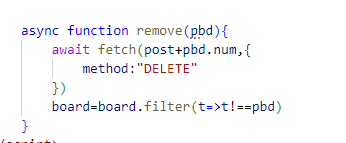 async function remove(pbd){
await fetch(post+pbd.num,{
method:"DELETE"
})
board=board.filter(t=>t!==pbd)
}